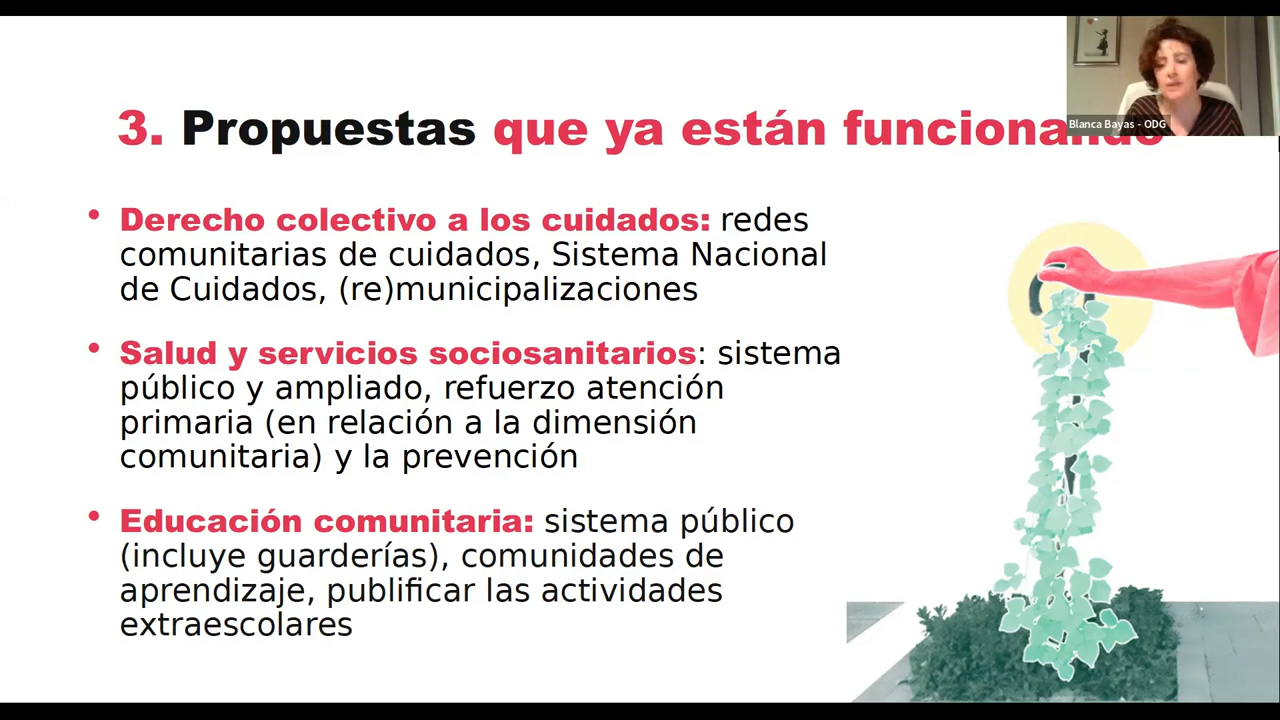 3. Propuestas que ya están funcionando
Blanca Bayas - ODG
• Derecho colectivo a los cuidados: redes
comunitarias de cuidados, Sistema Nacional
de Cuidados, (re)municipalizaciones
• Salud y servicios sociosanitarios: sistema
público y ampliado, refuerzo atención
primaria (en relación a la dimensión
comunitaria) y la prevención
• Educación comunitaria: sistema público
(incluye guarderías), comunidades de
aprendizaje, publificar las actividades
extraescolares